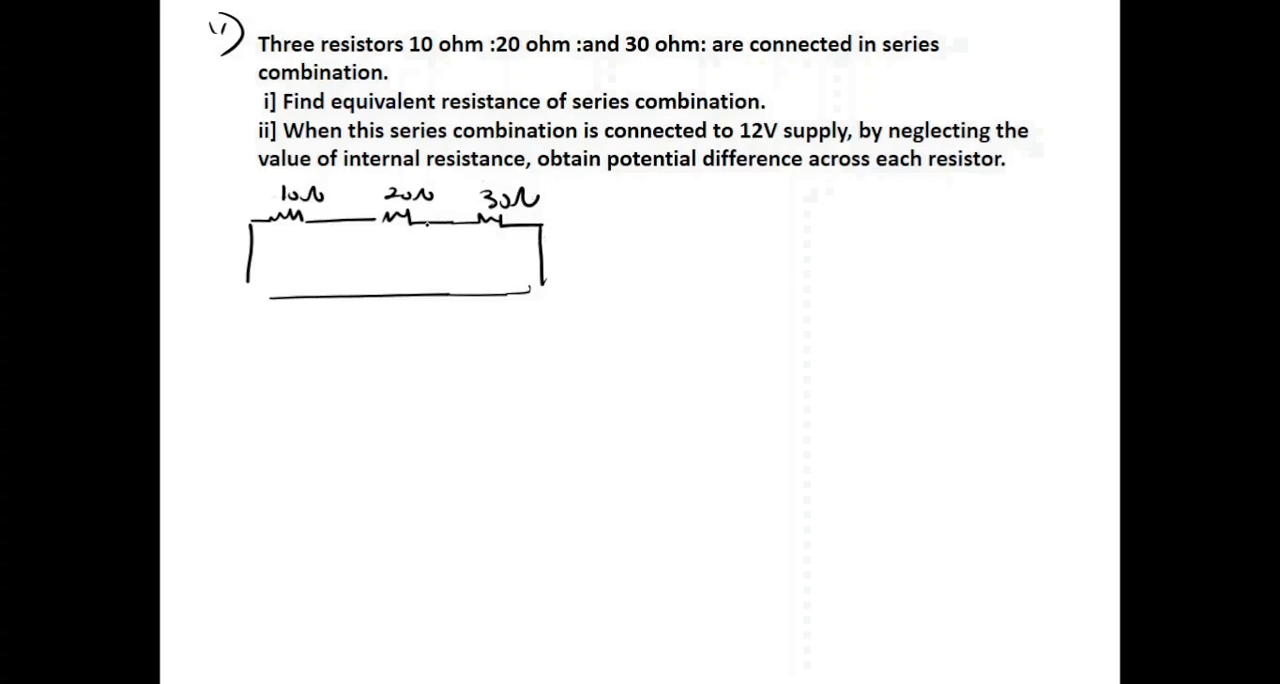 1)
Three resistors 10 ohm :20 ohm :and 30 ohm: are connected in series
combination.
i] Find equivalent resistance of series combination.
ii] When this series combination is connected to 12V supply, by neglecting the
value of internal resistance, obtain potential difference across each resistor.
10Ω 20Ω 30Ω